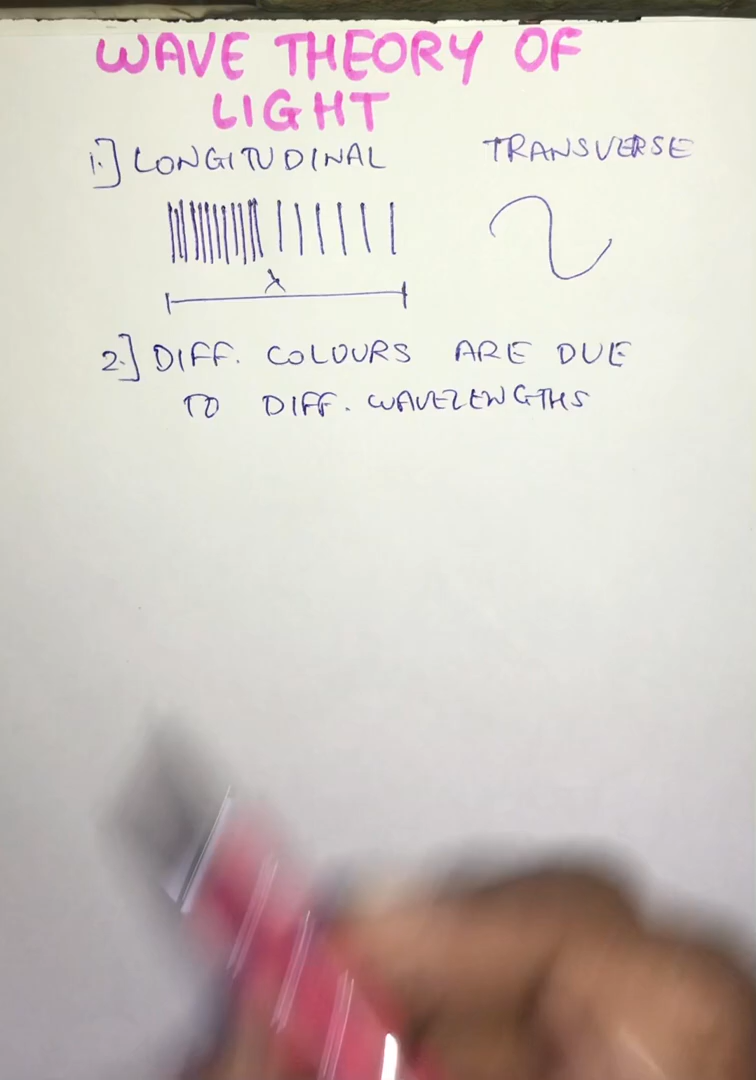 WAVE THEORY OF
LIGHT
1.] LONGITUDINAL TRANSVERSE
λ
2.] DIFF. COLOURS ARE DUE
TO DIFF. WAVELENGTHS